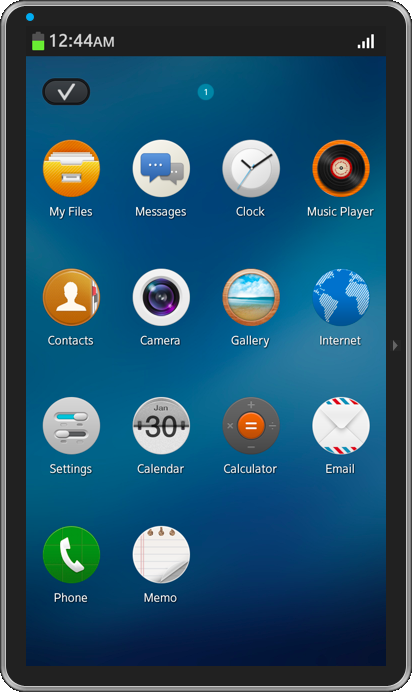 12:44AM
1
My Files Messages Clock Music Player
Contacts Camera Gallery Internet
Jan
30
Settings Calendar Calculator Email
Phone Memo